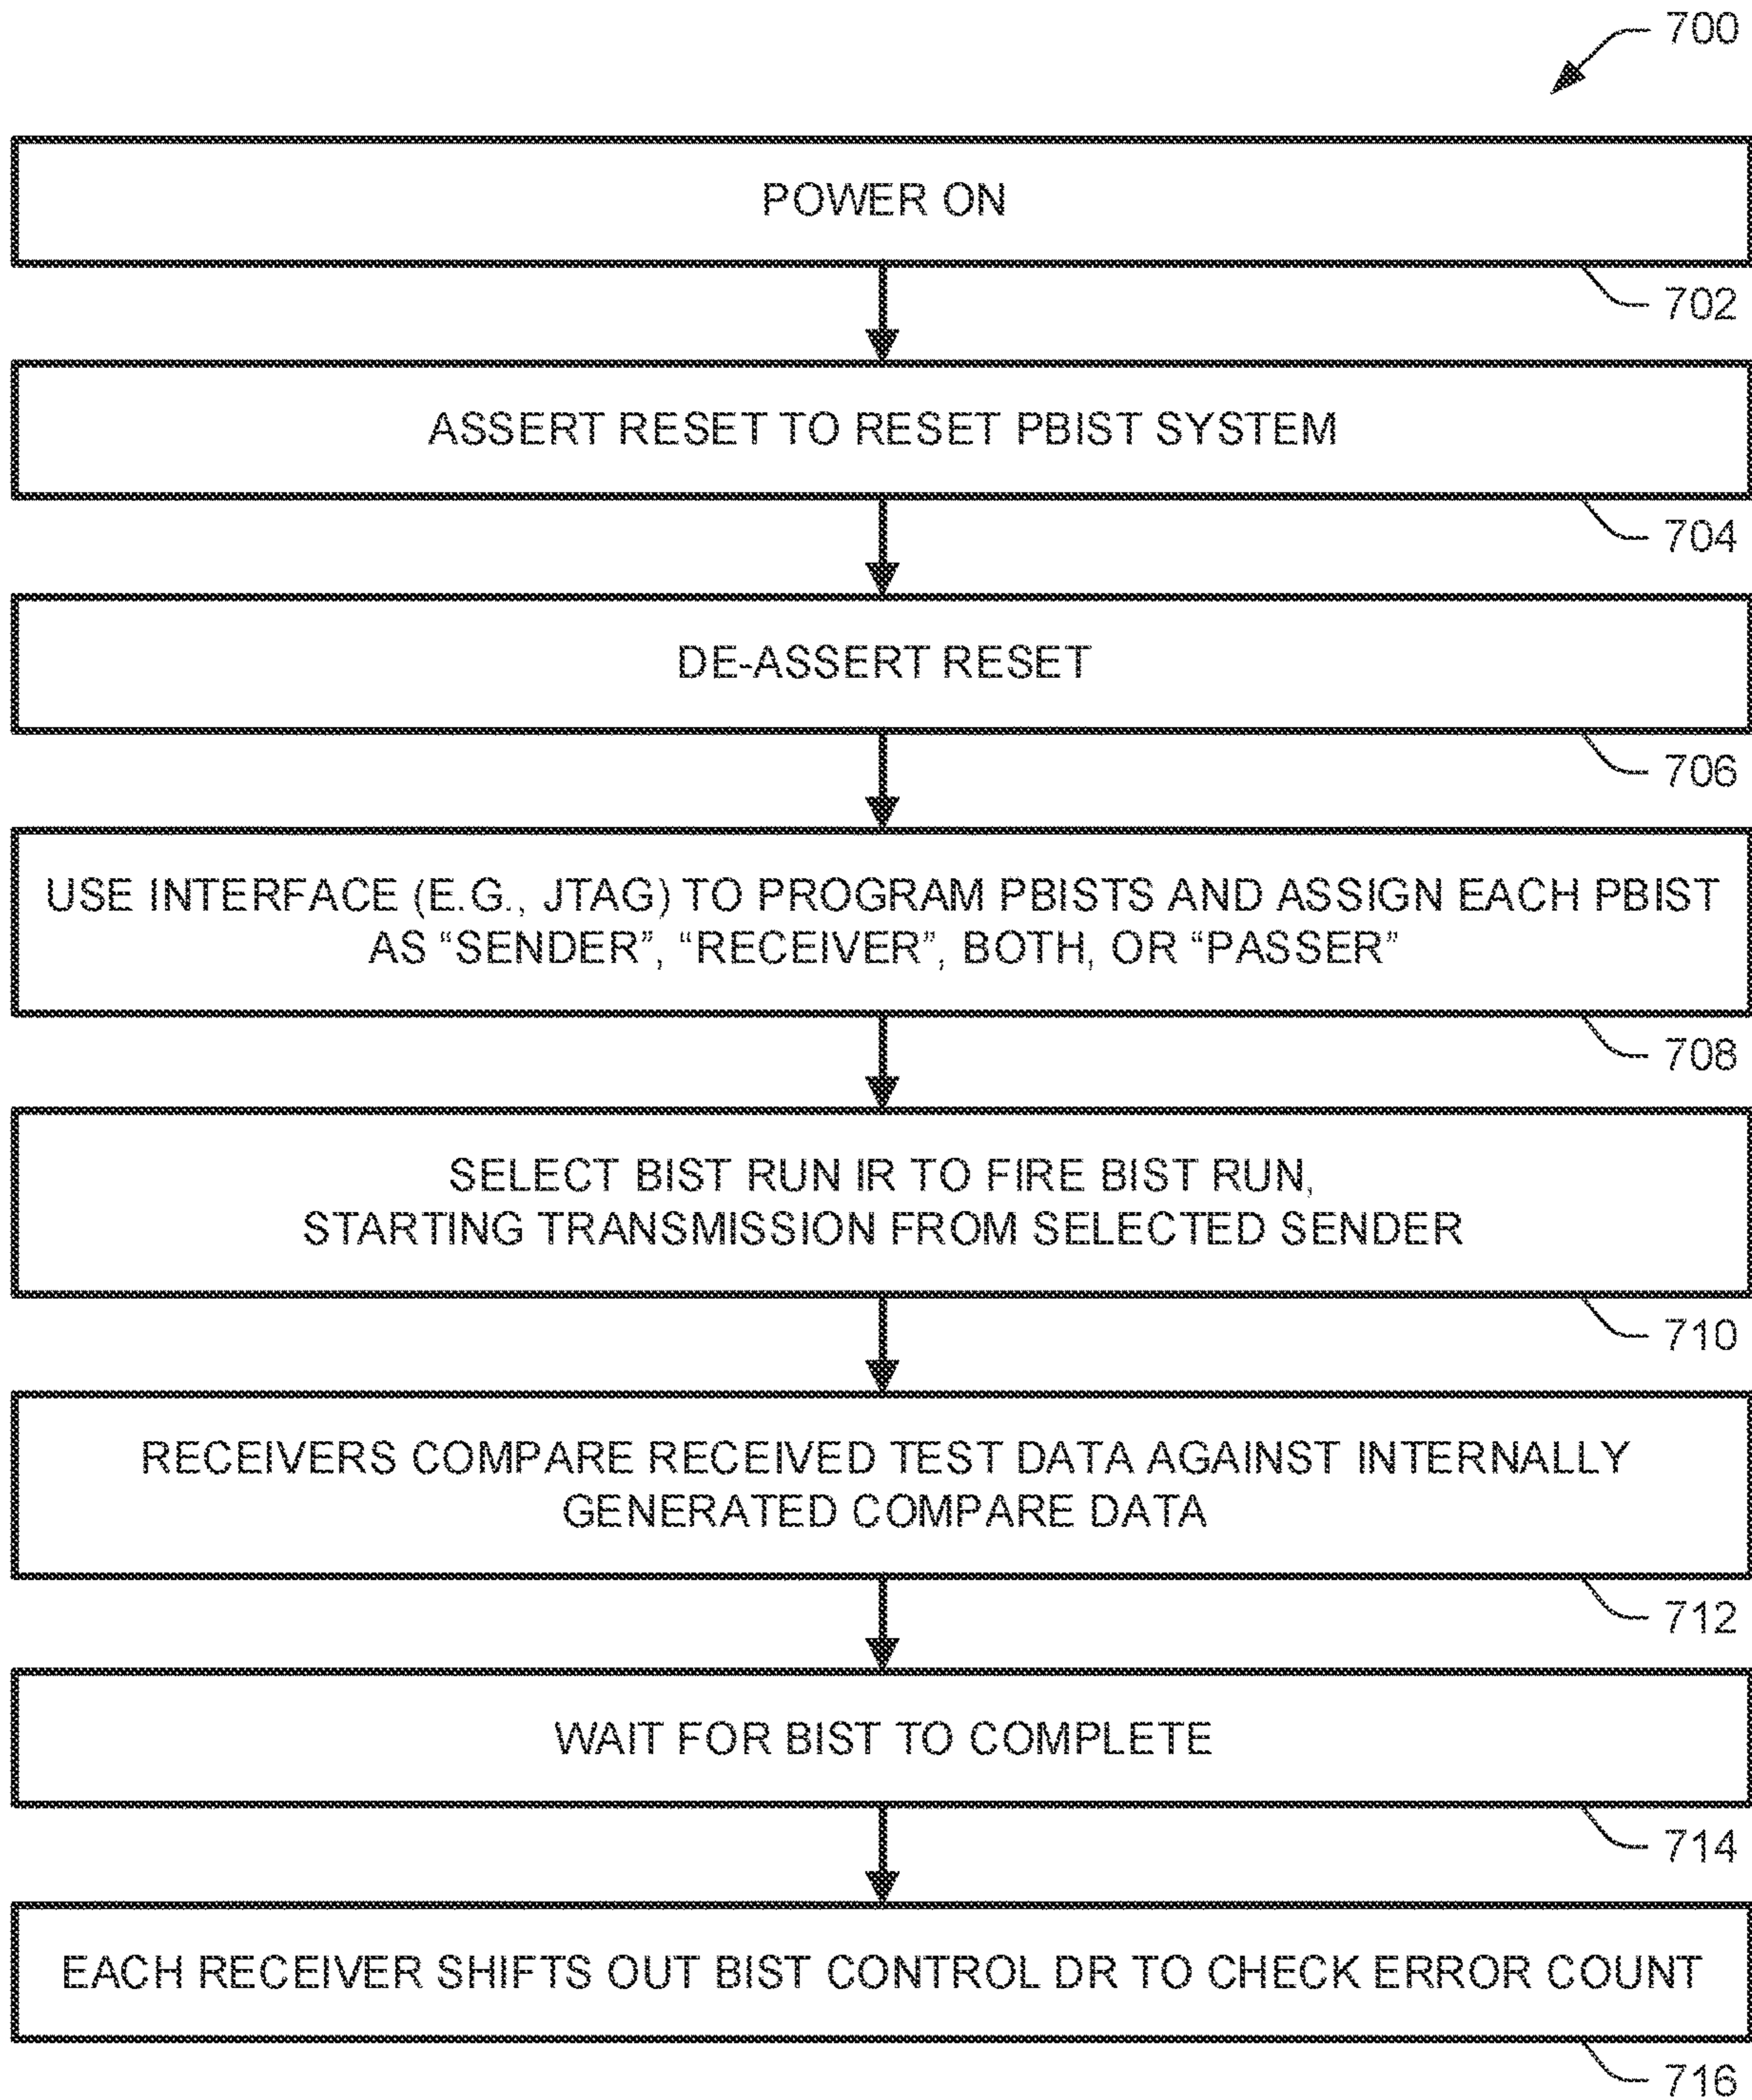 700
POWER ON
702
ASSERT RESET TO RESET PBIST SYSTEM
704
DE-ASSERT RESET
706
USE INTERFACE (E.G., JTAG) TO PROGRAM PBISTS AND ASSIGN EACH PBIST
AS “SENDER”, “RECEIVER”, BOTH, OR “PASSER”
708
SELECT BIST RUN IR TO FIRE BIST RUN,
STARTING TRANSMISSION FROM SELECTED SENDER
710
RECEIVERS COMPARE RECEIVED TEST DATA AGAINST INTERNALLY
GENERATED COMPARE DATA
712
WAIT FOR BIST TO COMPLETE
714
EACH RECEIVER SHIFTS OUT BIST CONTROL DR TO CHECK ERROR COUNT
716